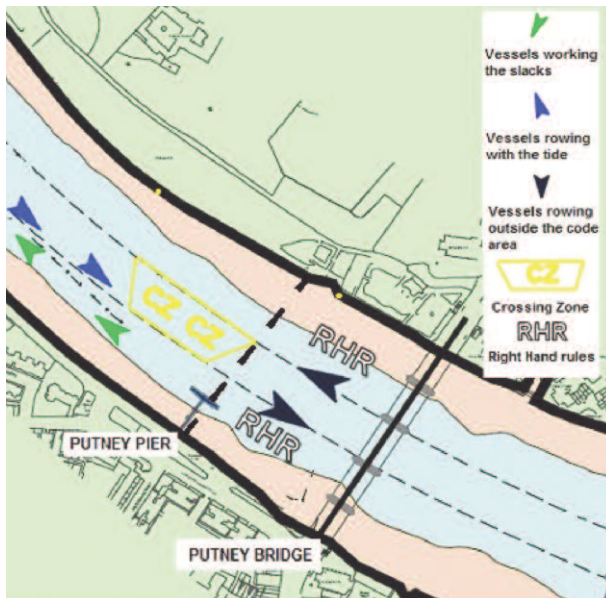 Vessels working
the slacks
Vessels rowing
with the tide
Vessels rowing
outside the code
area
CZ
Crossing Zone
RHR
Right Hand rules
CZ CZ
RHR
RHR
PUTNEY PIER
PUTNEY BRIDGE